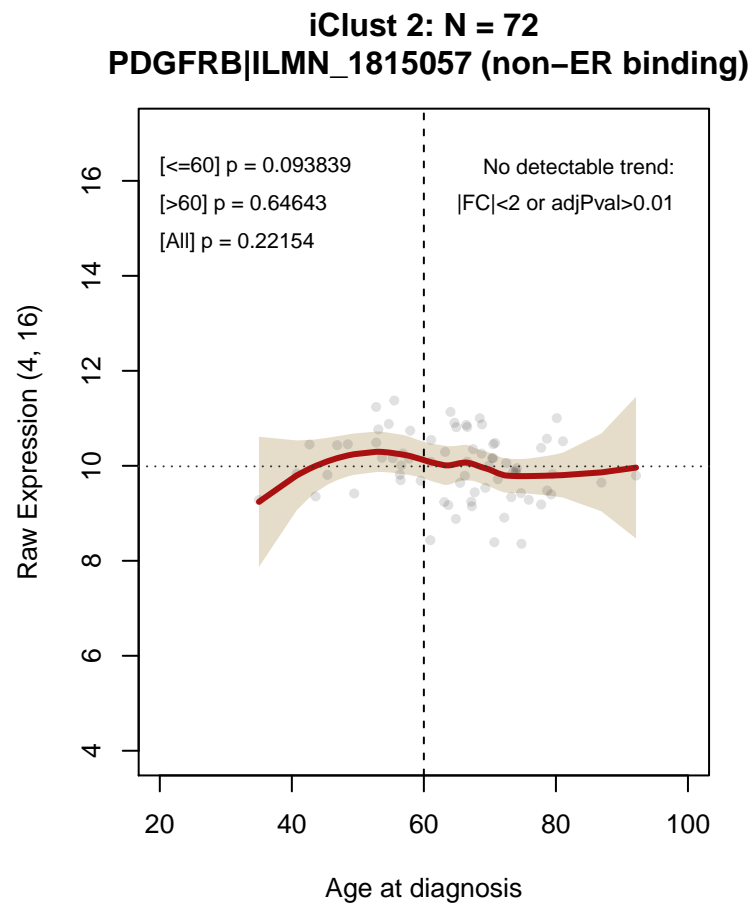 iClust 2: N = 72
PDGFRB|ILMN_1815057 (non−ER binding)
[<=60] p = 0.093839
[>60] p = 0.64643
[All] p = 0.22154
No detectable trend:
|FC|<2 or adjPval>0.01
Raw Expression (4, 16)
16
14
12
10
8
6
4
20 40 60 80 100
Age at diagnosis